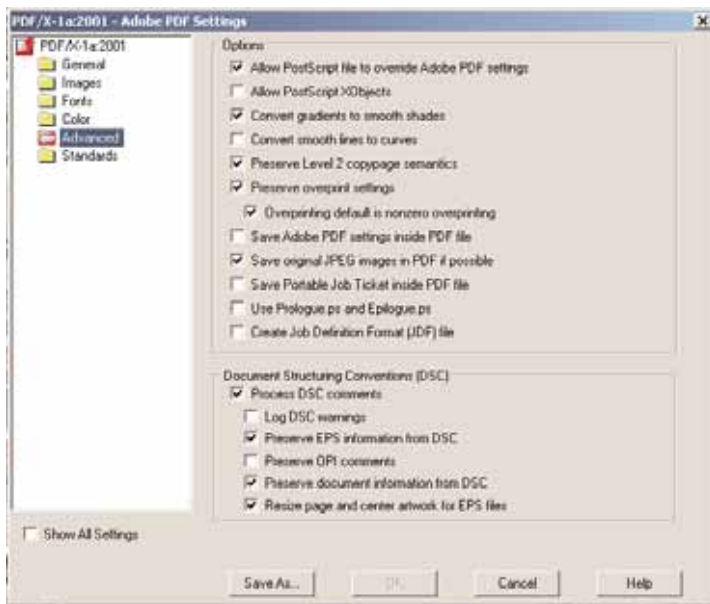 PDF/X-1a:2001 - Adobe PDF Settings
PDF/X-1a:2001
General
Images
Fonts
Color
Advanced
Standards
Show All Settings
Options
Allow PostScript file to override Adobe PDF settings
Allow PostScript XObjects
Convert gradients to smooth shades
Convert smooth lines to curves
Preserve Level 2 copypage semantics
Preserve overprint settings
Overprinting default is nonzero overprinting
Save Adobe PDF settings inside PDF file
Save original JPEG images in PDF if possible
Save Portable Job Ticket inside PDF file
Use Prologue.ps and Epilogue.ps
Create Job Definition Format (JDF) file
Document Structuring Conventions (DSC)
Process DSC comments
Log DSC warnings
Preserve EPS information from DSC
Preserve OPI comments
Preserve document information from DSC
Resize page and center artwork for EPS files
Save As...
OK
Cancel
Help